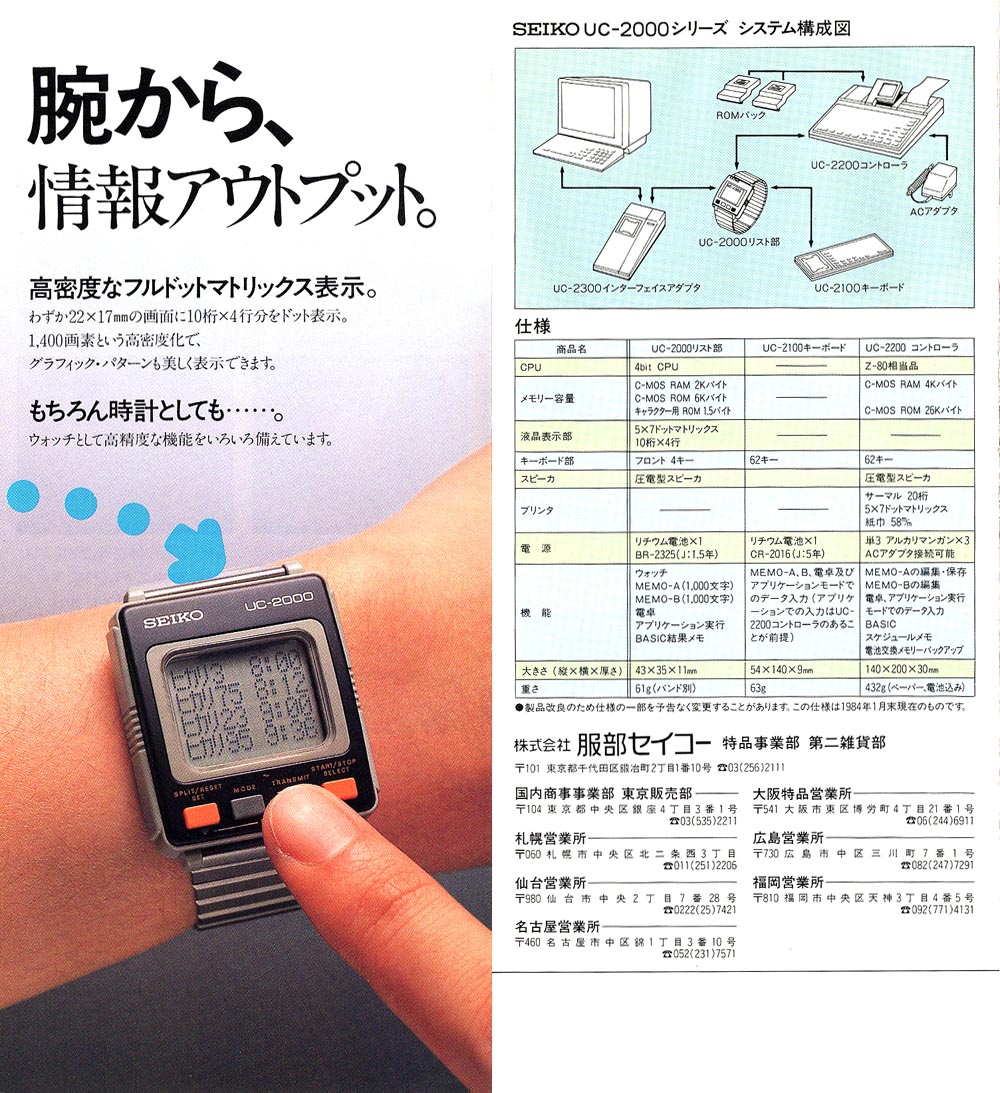 腕から、
情報アウトプット。
高密度なフルドットマトリックス表示。
わずか22×17mmの画面に10桁×4行分をドット表示。
1,400画素という高密度化で、
グラフィック・パターンも美しく表示できます。
もちろん時計としても……。
ウォッチとして高精度な機能をいろいろ備えています。
SEIKO UC-2000
ヒカリ3 8:00
ヒカリ75 8:12
ヒカリ23 9:00
ヒカリ95 9:36
SPLIT/RESET SET
MODE
~ TRANSMIT
START/STOP SELECT
SEIKO UC-2000シリーズ システム構成図
ROMパック
UC-2200コントローラ
ACアダプタ
UC-2000リスト部
UC-2300インターフェイスアダプタ
UC-2100キーボード
仕様
商品名 UC-2000リスト部 UC-2100キーボード UC-2200 コントローラ
CPU 4bit CPU ——— Z-80相当品
メモリー容量 C-MOS RAM 2Kバイト C-MOS ROM 6Kバイト キャラクター用 ROM 1.5バイト ——— C-MOS RAM 4Kバイト C-MOS ROM 26Kバイト
液晶表示部 5×7ドットマトリックス 10桁×4行 ——— ———
キーボード部 フロント 4キー 62キー 62キー
スピーカ 圧電型スピーカ 圧電型スピーカ
プリンタ ——— ——— サーマル 20桁 5×7ドットマトリックス 紙巾 58m/m
電源 リチウム電池×1 BR-2325(J:1.5年) リチウム電池×1 CR-2016(J:5年) 単3 アルカリマンガン×3 ACアダプタ接続可能
機能 ウォッチ MEMO-A(1,000文字) MEMO-B(1,000文字) 電卓 アプリケーション実行 BASIC結果メモ MEMO-A、B、電卓及びアプリケーションモードでのデータ入力(アプリケーションでの入力はUC-2200コントローラのあることが前提) MEMO-Aの編集・保存 MEMO-Bの編集 電卓、アプリケーション実行モードでのデータ入力 BASIC スケジュールメモ 電池交換メモリーバックアップ
大きさ(縦×横×厚さ) 43×35×11mm 54×140×9mm 140×200×30mm
重さ 61g(バンド別) 63g 432g(ペーパー、電池込み)
●製品改良のため仕様の一部を予告なく変更することがあります。この仕様は1984年1月末現在のものです。
株式会社 服部セイコー 特品事業部 第二雑貨部
〒101 東京都千代田区鍛冶町2丁目1番10号 ☎03(256)2111
国内商事事業部 東京販売部
〒104 東京都中央区銀座4丁目3番1号
☎03(535)2211
札幌営業所
〒060 札幌市中央区北二条西3丁目
☎011(251)2206
仙台営業所
〒980 仙台市中央2丁目7番28号
☎0222(25)7421
名古屋営業所
〒460 名古屋市中区錦1丁目3番10号
☎052(231)7571
大阪特品営業所
〒541 大阪市東区博労町4丁目21番1号
☎06(244)6911
広島営業所
〒730 広島市中区三川町7番1号
☎082(247)7291
福岡営業所
〒810 福岡市中央区天神3丁目4番5号
☎092(771)4131